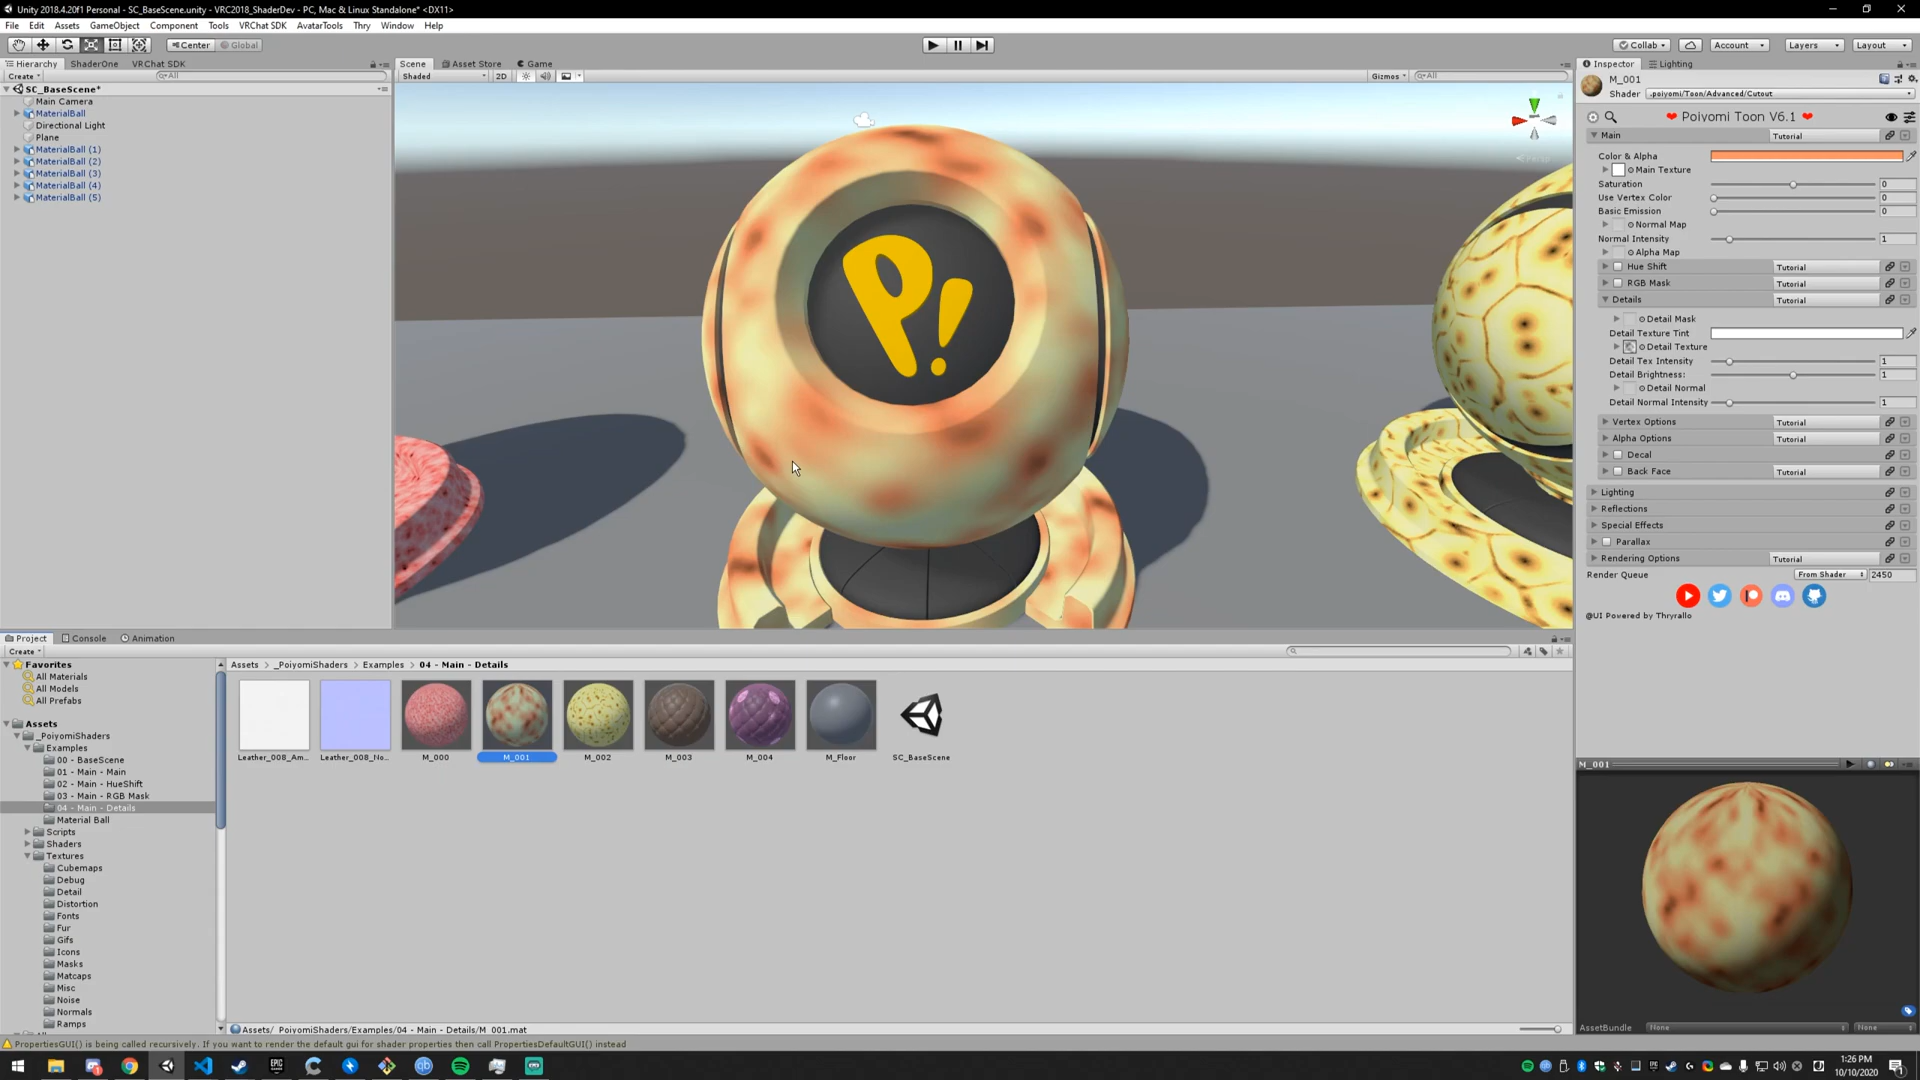 Unity 2018.4.20f1 Personal - SC_BaseScene.unity - VRC2018_ShaderDev - PC, Mac & Linux Standalone* <DX11>
File Edit Assets GameObject Component Tools VRChat SDK AvatarTools Thry Window Help
Center Global Collab Account Layers Layout
Hierarchy ShaderOne VRChat SDK
Create All
SC_BaseScene*
Main Camera
MaterialBall
Directional Light
Plane
MaterialBall (1)
MaterialBall (2)
MaterialBall (3)
MaterialBall (4)
MaterialBall (5)
Scene Asset Store Game
Shaded 2D Gizmos All
Persp
P!
Inspector Lighting
M_001
Shader .poiyomi/Toon/Advanced/Cutout
❤ Poiyomi Toon V6.1 ❤
Main Tutorial
Color & Alpha
Main Texture
Saturation 0
Use Vertex Color 0
Basic Emission 0
Normal Map
Normal Intensity 1
Alpha Map
Hue Shift Tutorial
RGB Mask Tutorial
Details Tutorial
Detail Mask
Detail Texture Tint
Detail Texture
Detail Tex Intensity 1
Detail Brightness: 1
Detail Normal
Detail Normal Intensity 1
Vertex Options Tutorial
Alpha Options Tutorial
Decal
Back Face Tutorial
Lighting
Reflections
Special Effects
Parallax
Rendering Options Tutorial
Render Queue From Shader 2450
@UI Powered by Thryrallo
Project Console Animation
Create
Favorites
All Materials
All Models
All Prefabs
Assets
_PoiyomiShaders
Examples
00 - BaseScene
01 - Main - Main
02 - Main - HueShift
03 - Main - RGB Mask
04 - Main - Details
Material Ball
Scripts
Shaders
Textures
Cubemaps
Debug
Detail
Distortion
Fonts
Fur
Gifs
Icons
Masks
Matcaps
Misc
Noise
Normals
Ramps
Assets > _PoiyomiShaders > Examples > 04 - Main - Details
Leather_008_Am... Leather_008_No... M_000 M_001 M_002 M_003 M_004 M_Floor SC_BaseScene
Assets/_PoiyomiShaders/Examples/04 - Main - Details/M_001.mat
M_001
AssetBundle None None
PropertiesGUI() is being called recursively. If you want to render the default gui for shader properties then call PropertiesDefaultGUI() instead
EPIC
1:26 PM
10/10/2020